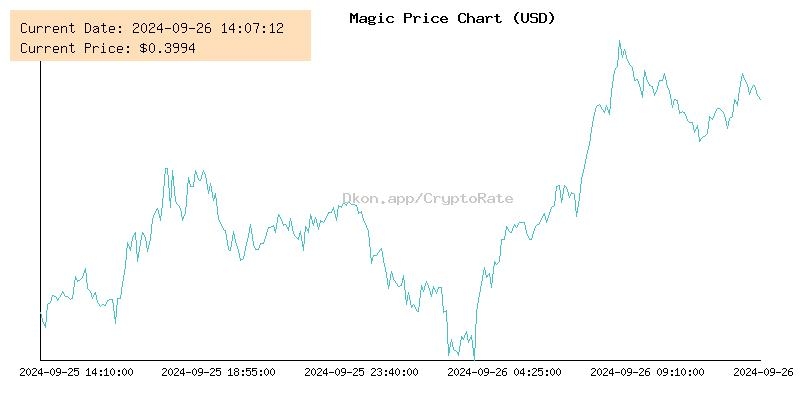 Magic Price Chart (USD)
Current Date: 2024-09-26 14:07:12
Current Price: $0.3994
Dkon.app/CryptoRate
2024-09-25 14:10:00 2024-09-25 18:55:00 2024-09-25 23:40:00 2024-09-26 04:25:00 2024-09-26 09:10:00 2024-09-26